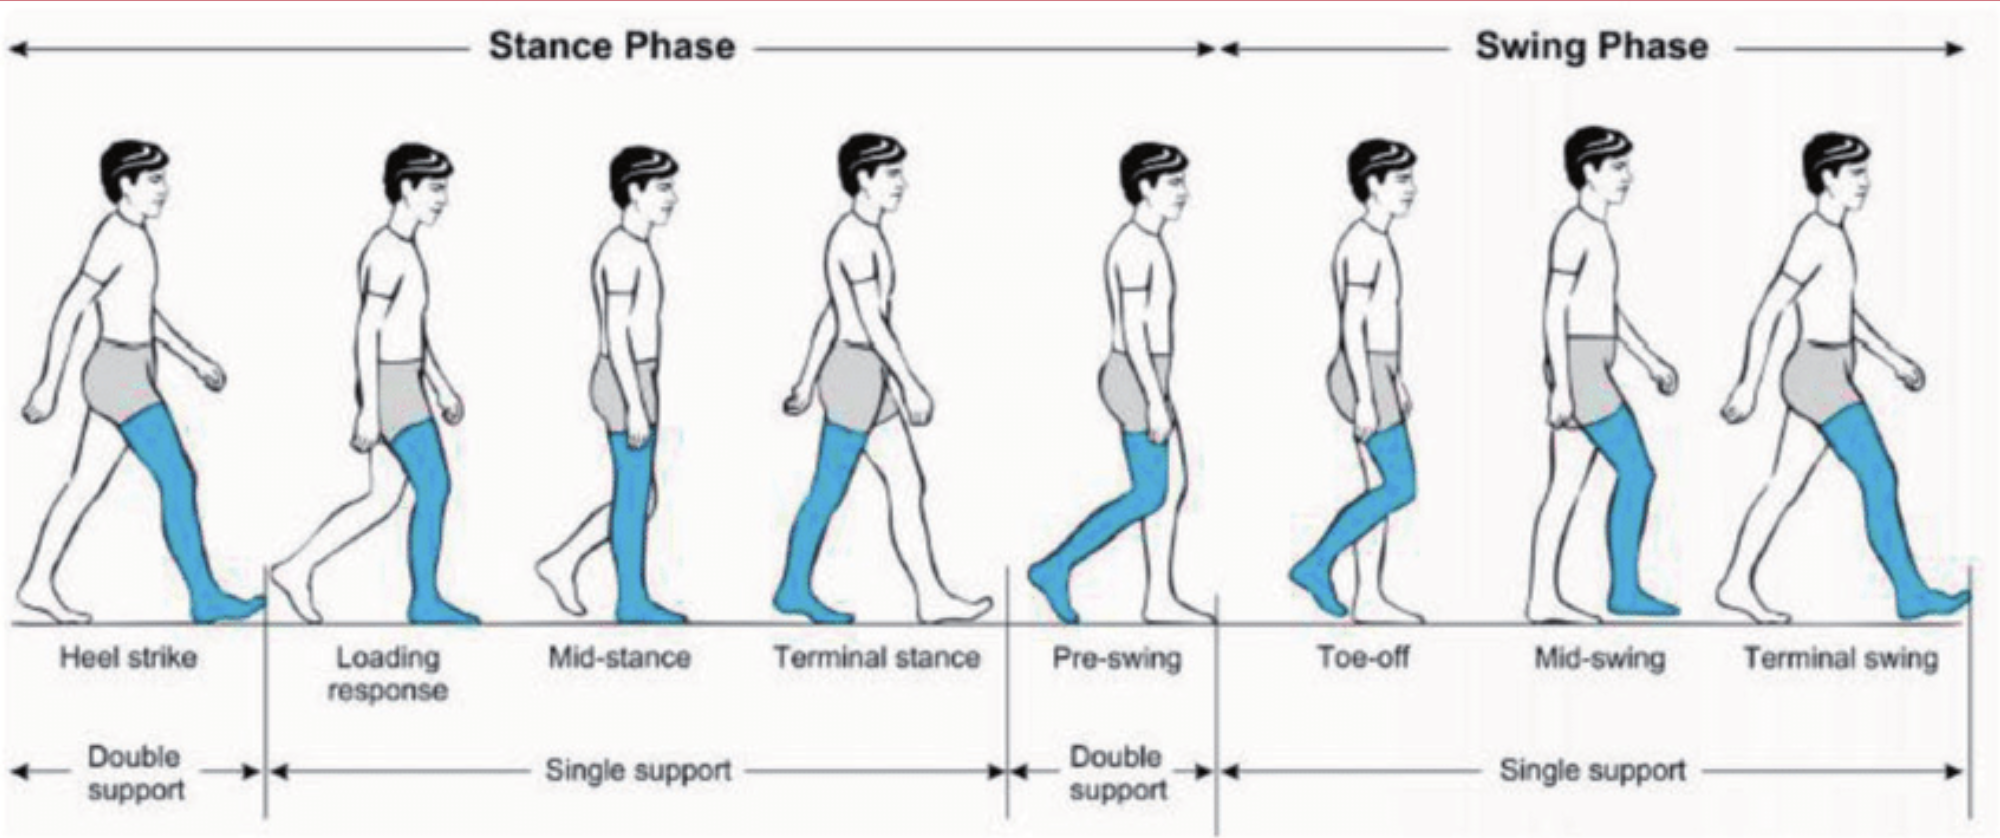 Stance Phase
Swing Phase
Heel strike
Loading
response
Mid-stance
Terminal stance
Pre-swing
Toe-off
Mid-swing
Terminal swing
Double
support
Single support
Double
support
Single support